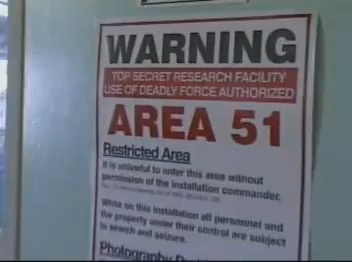 WARNING
TOP SECRET RESEARCH FACILITY
USE OF DEADLY FORCE AUTHORIZED
AREA 51
Restricted Area
It is unlawful to enter this area without
permission of the installation commander.
While on this installation all personnel and
the property under their control are subject
to search and seizure.
Photography